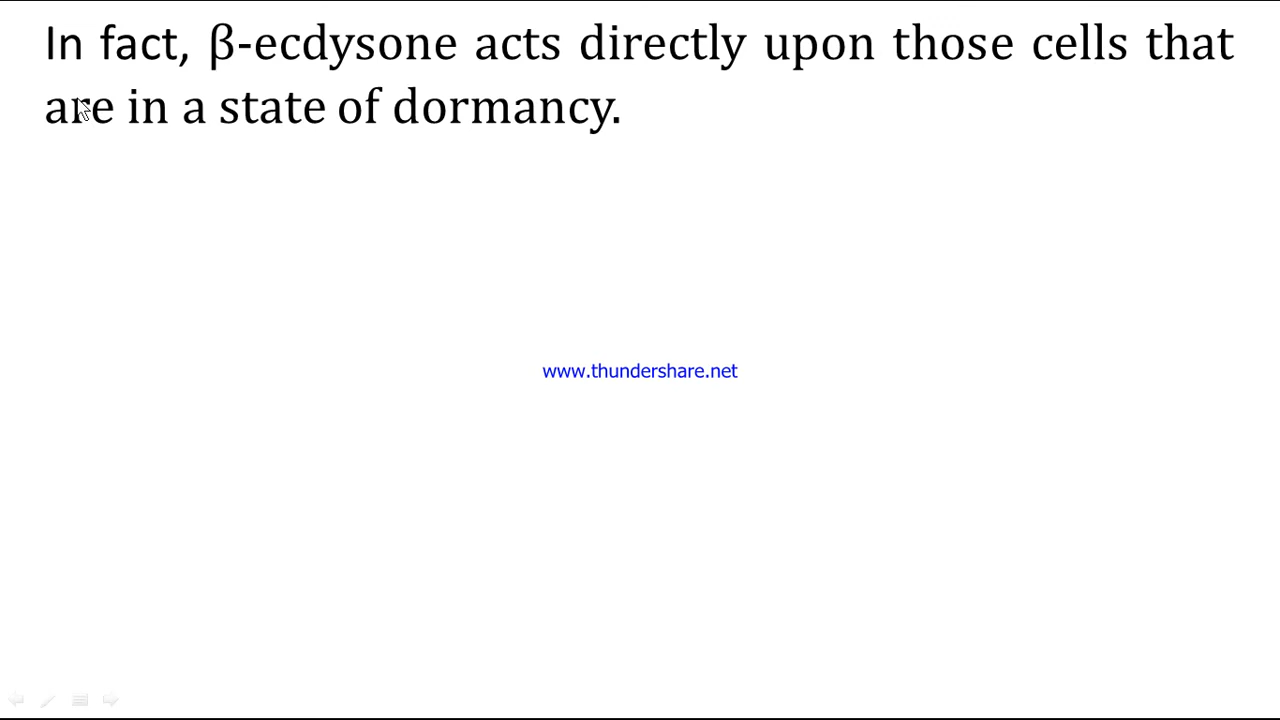 In fact, β-ecdysone acts directly upon those cells that
are in a state of dormancy.
www.thundershare.net